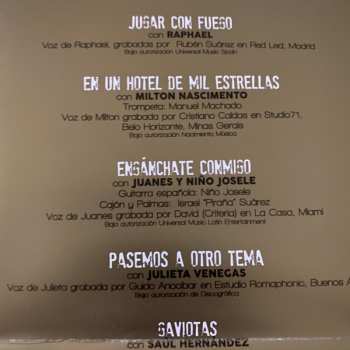 JUGAR CON FUEGO
con RAPHAEL
Voz de Raphael, grabadas por Rubén Suárez en Red Led, Madrid
Bajo autorización Universal Music Spain
EN UN HOTEL DE MIL ESTRELLAS
con MILTON NASCIMENTO
Trompeta: Manuel Machado
Voz de Milton grabada por Cristiano Caldas en Studio71,
Belo Horizonte, Minas Gerais
Bajo autorización Nascimento Música
ENGÁNCHATE CONMIGO
con JUANES Y NIÑO JOSELE
Guitarra española: Niño Josele
Cajón y Palmas: Israel "Piraña" Suárez
Voz de Juanes grabada por David (Criteria) en La Casa, Miami
Bajo autorización Universal Music Latin Entertainment
PASEMOS A OTRO TEMA
con JULIETA VENEGAS
Voz de Julieta grabada por Guido Ancobar en Estudio Romaphonic, Buenos A
Bajo autorización de Discográfica
GAVIOTAS
con SAÚL HERNÁNDEZ